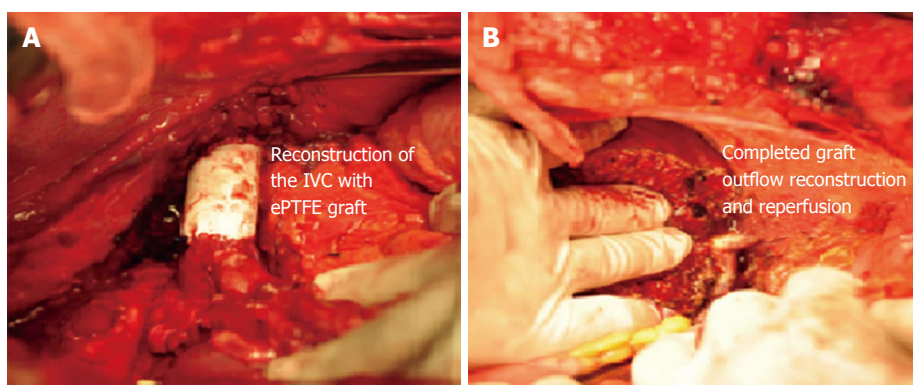 A
Reconstruction of
the IVC with
ePTFE graft
B
Completed graft
outflow reconstruction
and reperfusion